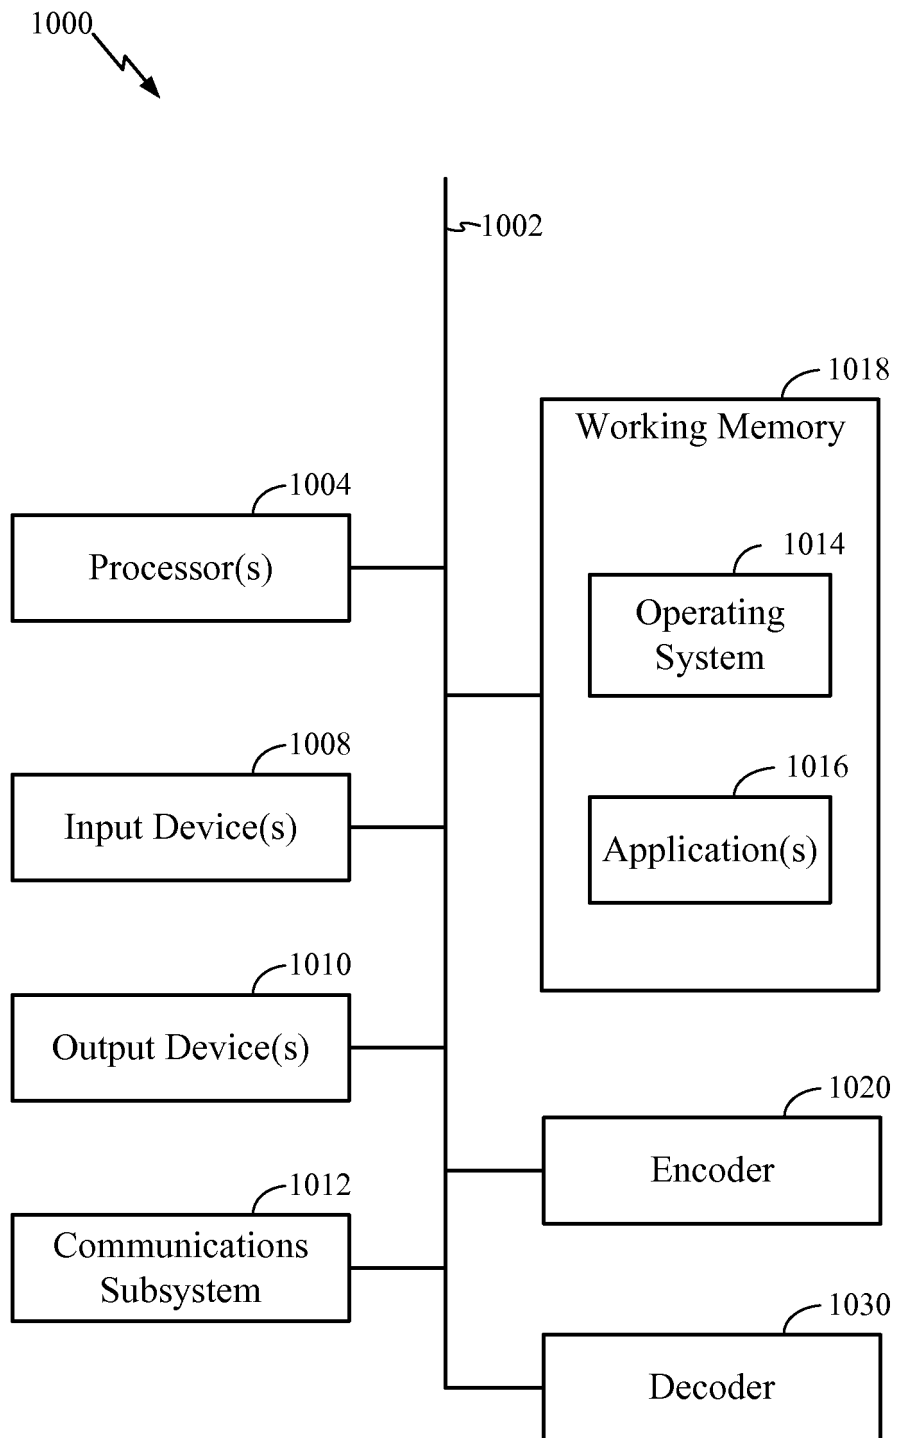 1000
1002
1018
Working Memory
1004
Processor(s)
1014
Operating
System
1008
Input Device(s)
1016
Application(s)
1010
Output Device(s)
1020
Encoder
1012
Communications
Subsystem
1030
Decoder